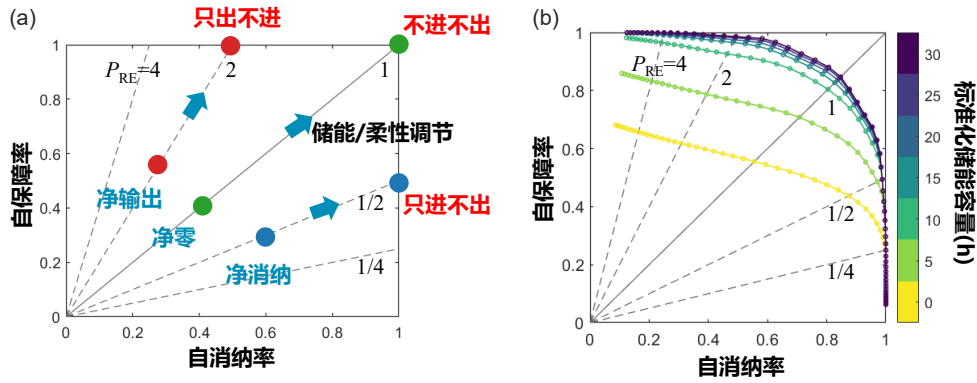 (a)
只出不进
不进不出
1
P_RE=4
2
1
0.8
储能/柔性调节
0.6
自保障率
净输出
1/2
只进不出
0.4
净零
0.2
净消纳
1/4
0
0
0.2
0.4
0.6
0.8
1
自消纳率
(b)
1
P_RE=4
2
1
0.8
0.6
自保障率
0.4
1/2
0.2
1/4
0
0
0.2
0.4
0.6
0.8
1
自消纳率
30
25
20
15
10
5
0
标准化储能容量(h)